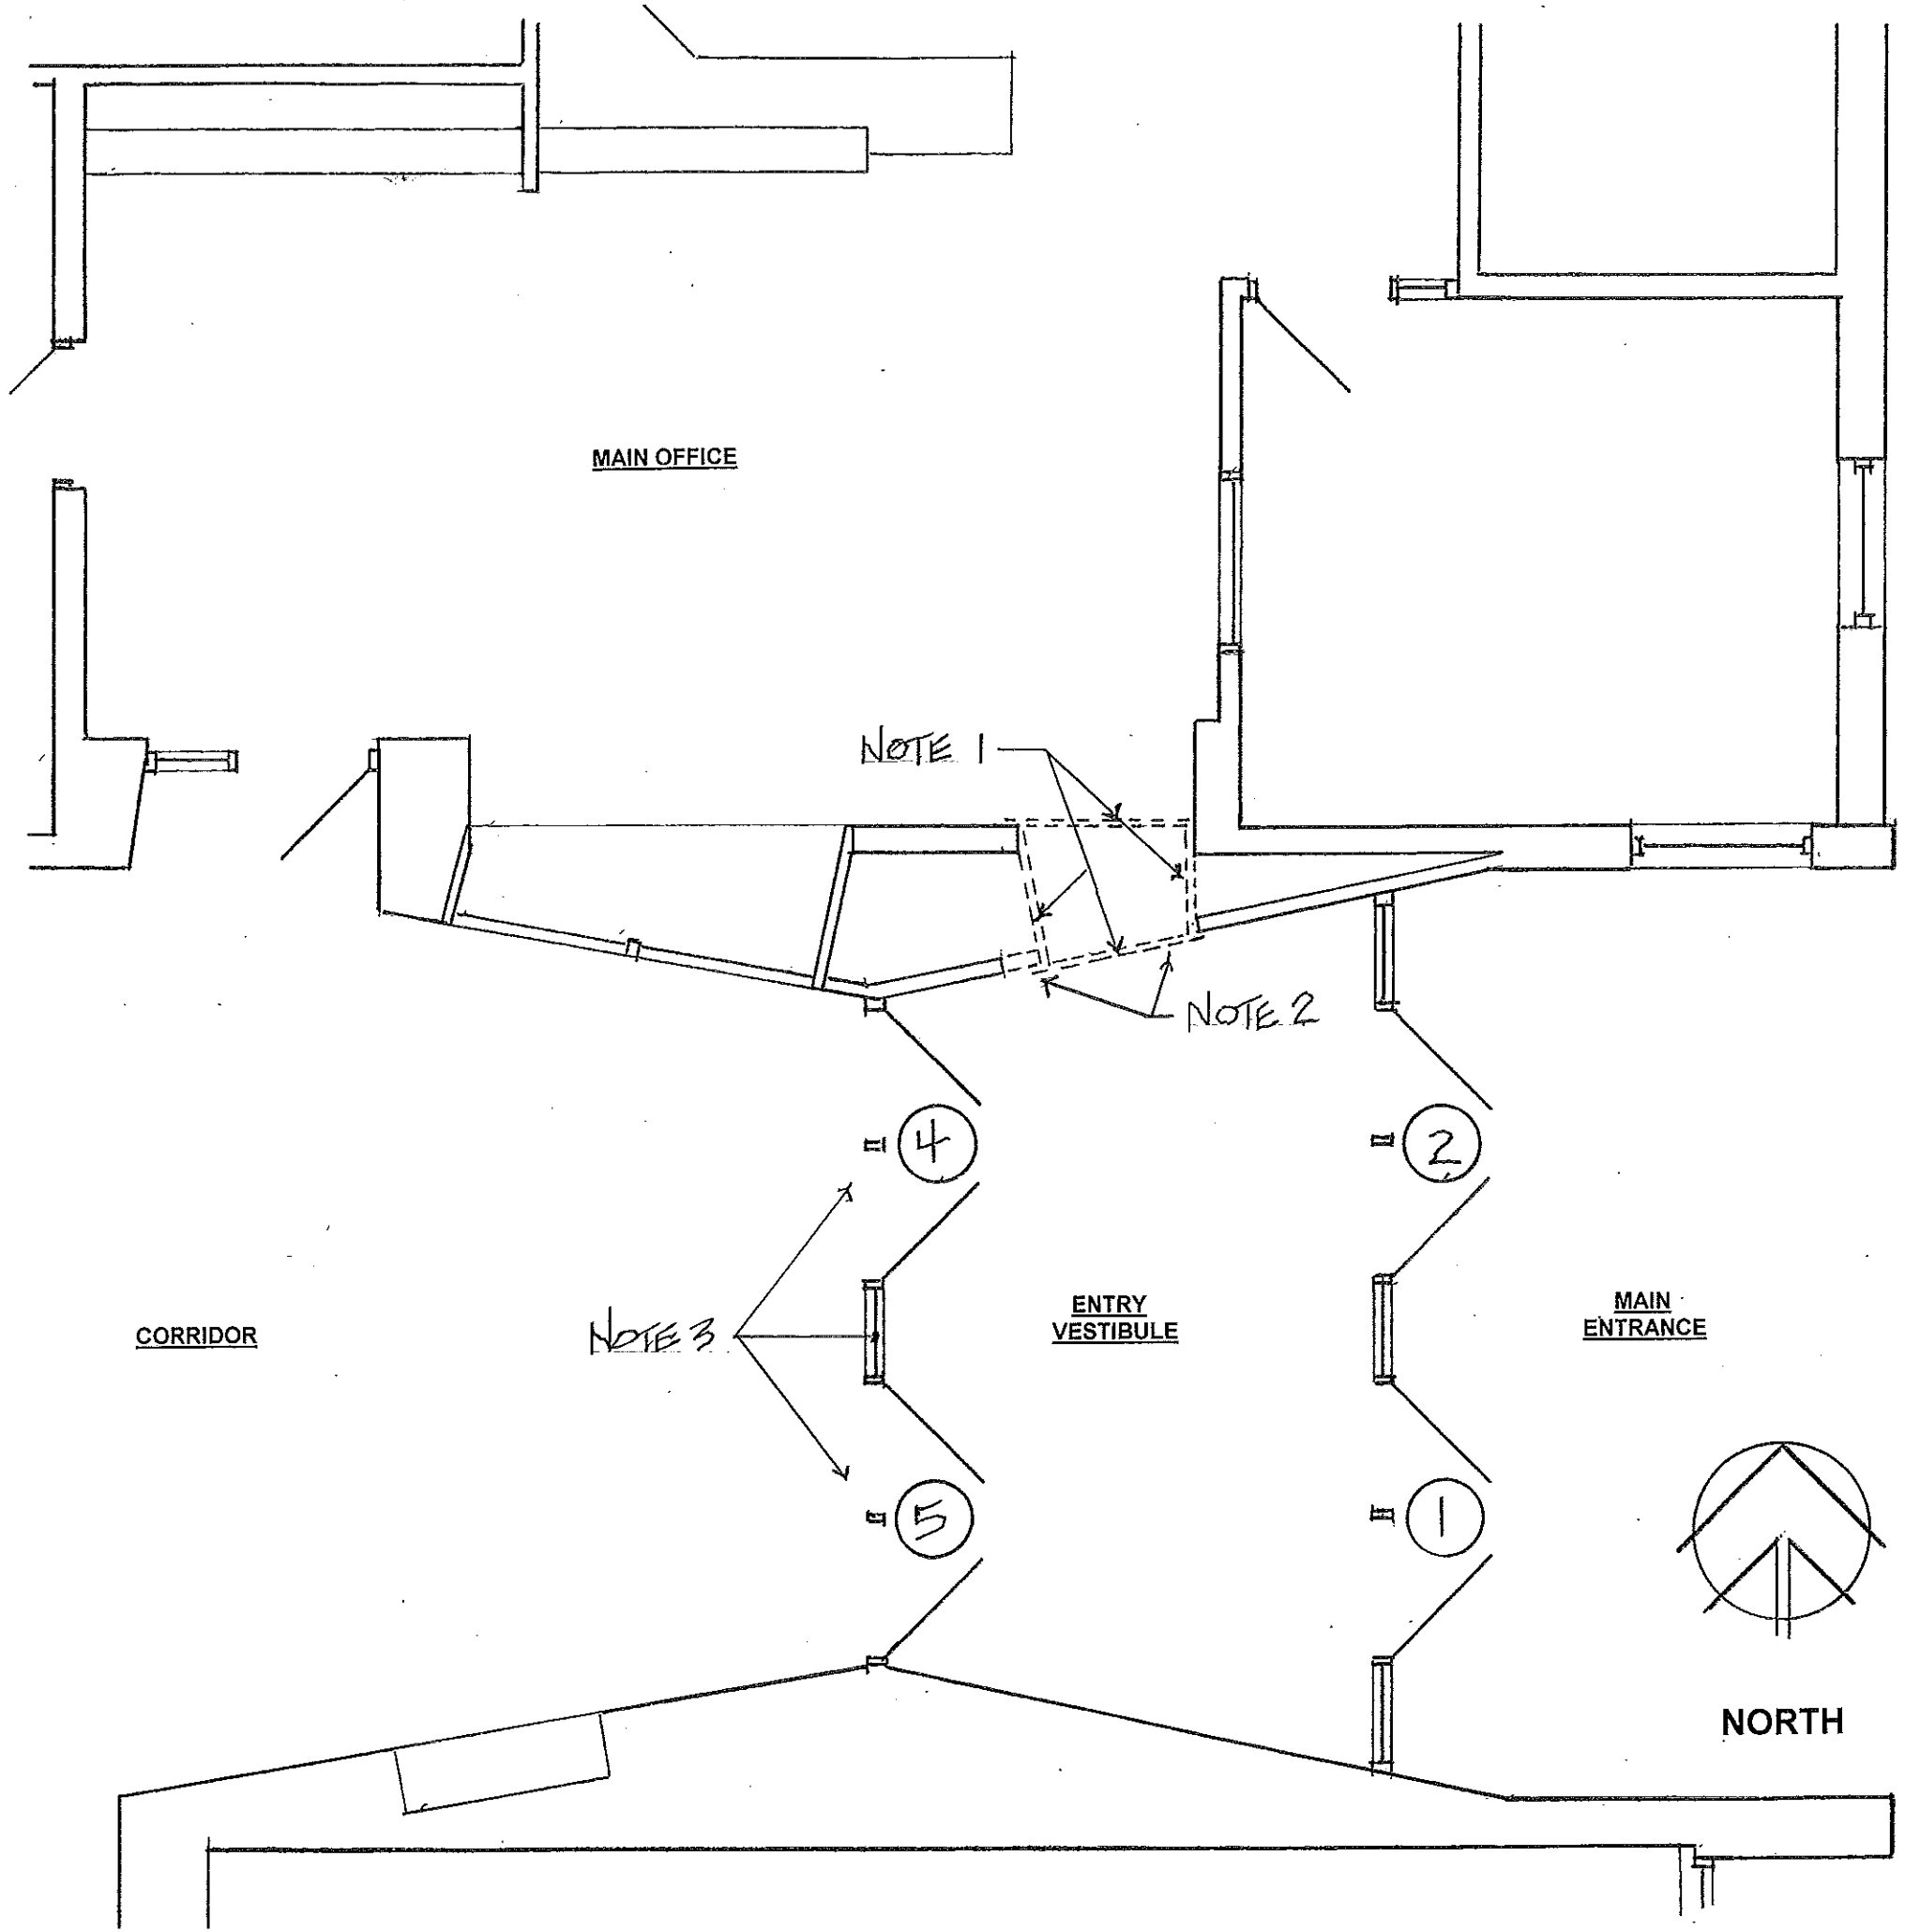 MAIN OFFICE
NOTE 1
NOTE 2
4
2
ENTRY
VESTIBULE
MAIN
ENTRANCE
CORRIDOR
NOTE 3
5
1
NORTH